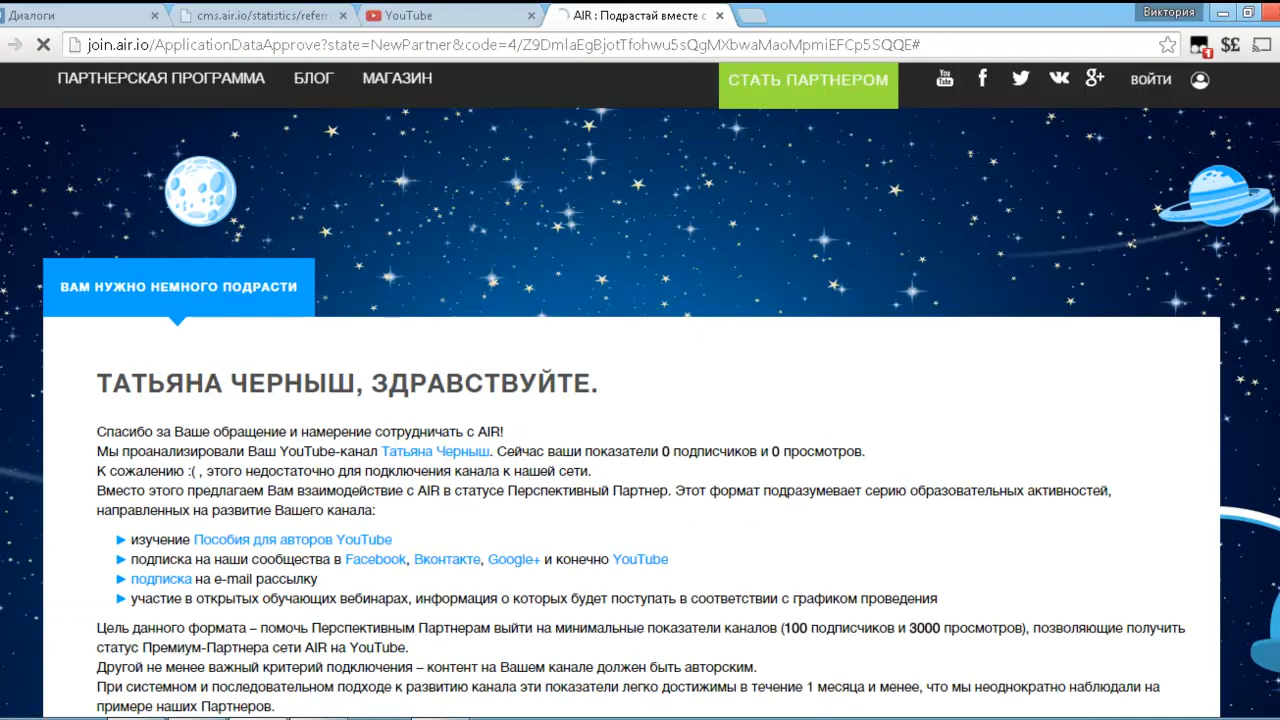 Диалоги
cms.air.io/statistics/referr
YouTube
AIR : Подрастай вместе с
Виктория
join.air.io/ApplicationDataApprove?state=NewPartner&code=4/Z9DmIaEgBjotTfohwu5sQgMXbwaMaoMpmiEFCp5SQQE#
ПАРТНЕРСКАЯ ПРОГРАММА
БЛОГ
МАГАЗИН
СТАТЬ ПАРТНЕРОМ
ВОЙТИ
ВАМ НУЖНО НЕМНОГО ПОДРАСТИ
ТАТЬЯНА ЧЕРНЫШ, ЗДРАВСТВУЙТЕ.
Спасибо за Ваше обращение и намерение сотрудничать с AIR!
Мы проанализировали Ваш YouTube-канал Татьяна Черныш. Сейчас ваши показатели 0 подписчиков и 0 просмотров.
К сожалению :( , этого недостаточно для подключения канала к нашей сети.
Вместо этого предлагаем Вам взаимодействие с AIR в статусе Перспективный Партнер. Этот формат подразумевает серию образовательных активностей,
направленных на развитие Вашего канала:
изучение Пособия для авторов YouTube
подписка на наши сообщества в Facebook, Вконтакте, Google+ и конечно YouTube
подписка на e-mail рассылку
участие в открытых обучающих вебинарах, информация о которых будет поступать в соответствии с графиком проведения
Цель данного формата – помочь Перспективным Партнерам выйти на минимальные показатели каналов (100 подписчиков и 3000 просмотров), позволяющие получить
статус Премиум-Партнера сети AIR на YouTube.
Другой не менее важный критерий подключения – контент на Вашем канале должен быть авторским.
При системном и последовательном подходе к развитию канала эти показатели легко достижимы в течение 1 месяца и менее, что мы неоднократно наблюдали на
примере наших Партнеров.